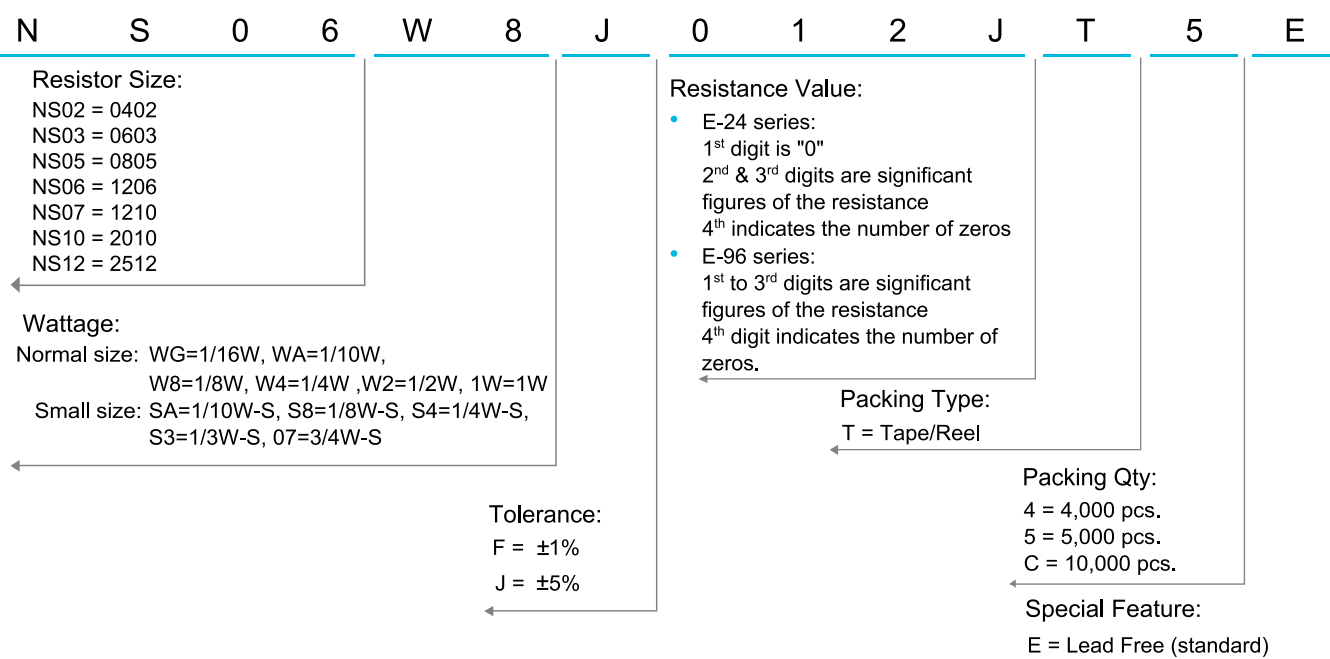 N S 0 6 W 8 J 0 1 2 J T 5 E
Resistor Size:
NS02 = 0402
NS03 = 0603
NS05 = 0805
NS06 = 1206
NS07 = 1210
NS10 = 2010
NS12 = 2512
Wattage:
Normal size: WG=1/16W, WA=1/10W,
W8=1/8W, W4=1/4W ,W2=1/2W, 1W=1W
Small size: SA=1/10W-S, S8=1/8W-S, S4=1/4W-S,
S3=1/3W-S, 07=3/4W-S
Tolerance:
F = ±1%
J = ±5%
Resistance Value:
• E-24 series:
1st digit is "0"
2nd & 3rd digits are significant
figures of the resistance
4th indicates the number of zeros
• E-96 series:
1st to 3rd digits are significant
figures of the resistance
4th digit indicates the number of
zeros.
Packing Type:
T = Tape/Reel
Packing Qty:
4 = 4,000 pcs.
5 = 5,000 pcs.
C = 10,000 pcs.
Special Feature:
E = Lead Free (standard)